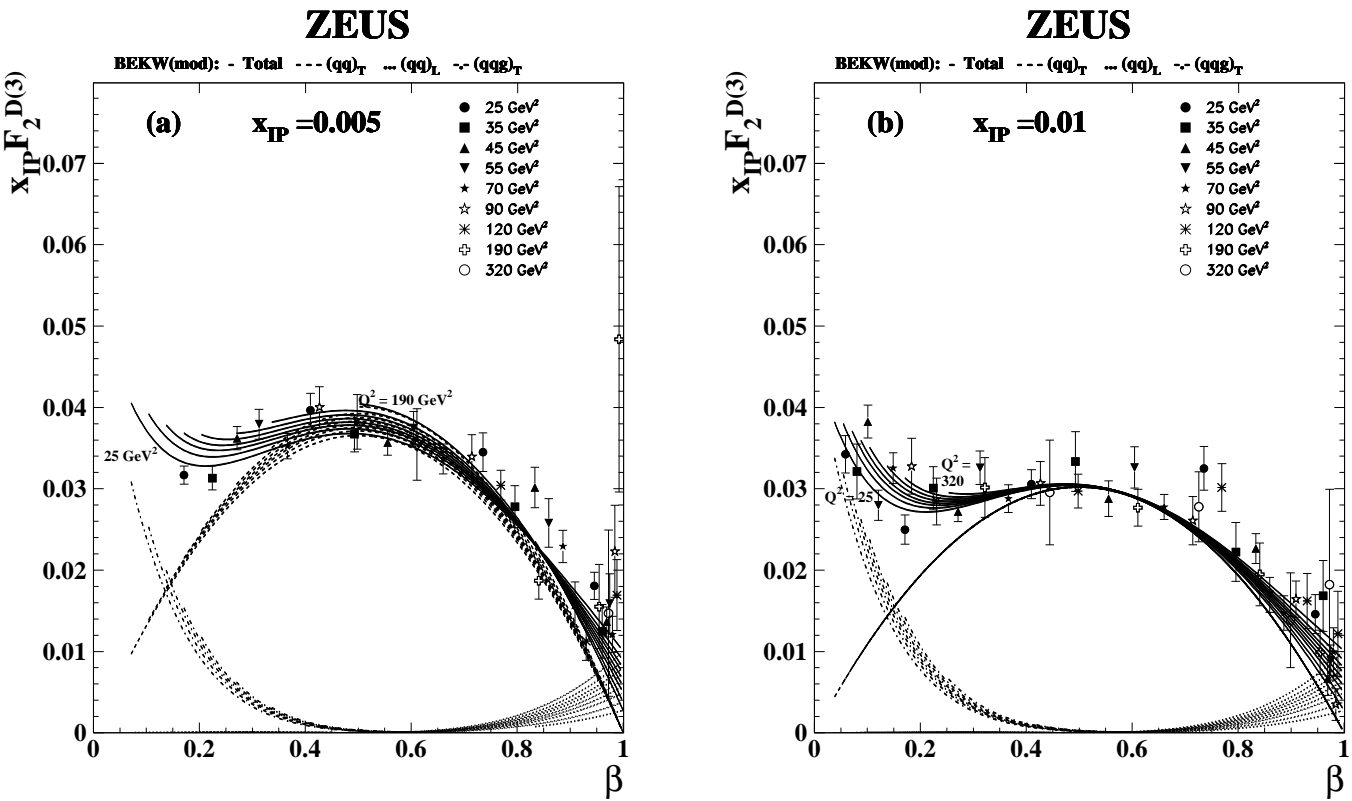 ZEUS
BEKW(mod): - Total --- (qq)T ... (qq)L -.- (qqg)T
(a) xIP =0.005
xIPF2D(3)
25 GeV²
35 GeV²
45 GeV²
55 GeV²
70 GeV²
90 GeV²
120 GeV²
190 GeV²
320 GeV²
0.07
0.06
0.05
0.04
0.03
0.02
0.01
0
Q² = 190 GeV²
25 GeV²
0 0.2 0.4 0.6 0.8 1
β
ZEUS
BEKW(mod): - Total --- (qq)T ... (qq)L -.- (qqg)T
(b) xIP =0.01
xIPF2D(3)
25 GeV²
35 GeV²
45 GeV²
55 GeV²
70 GeV²
90 GeV²
120 GeV²
190 GeV²
320 GeV²
0.07
0.06
0.05
0.04
0.03
0.02
0.01
0
Q² =
320
Q² = 25
0 0.2 0.4 0.6 0.8 1
β